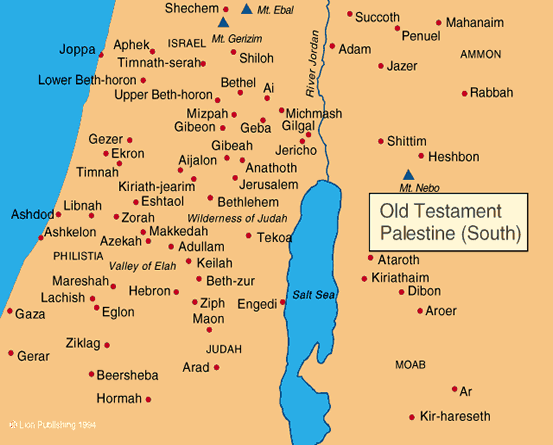 Shechem
Mt. Ebal
Succoth
Mahanaim
Penuel
Mt. Gerizim
Joppa
Aphek
ISRAEL
Shiloh
Adam
AMMON
Timnath-serah
Jazer
River Jordan
Lower Beth-horon
Bethel
Ai
Rabbah
Upper Beth-horon
Mizpah
Michmash
Gibeon
Geba
Gilgal
Gezer
Gibeah
Jericho
Shittim
Ekron
Aijalon
Heshbon
Timnah
Anathoth
Kiriath-jearim
Jerusalem
Mt. Nebo
Eshtaol
Bethlehem
Libnah
Ashdod
Zorah
Wilderness of Judah
Old Testament
Palestine (South)
Ashkelon
Makkedah
Azekah
Adullam
Tekoa
PHILISTIA
Valley of Elah
Keilah
Ataroth
Mareshah
Beth-zur
Kiriathaim
Lachish
Hebron
Salt Sea
Dibon
Eglon
Ziph
Engedi
Aroer
Gaza
Maon
Ziklag
Gerar
JUDAH
Arad
MOAB
Beersheba
Ar
Hormah
Kir-hareseth
© Lion Publishing 1994